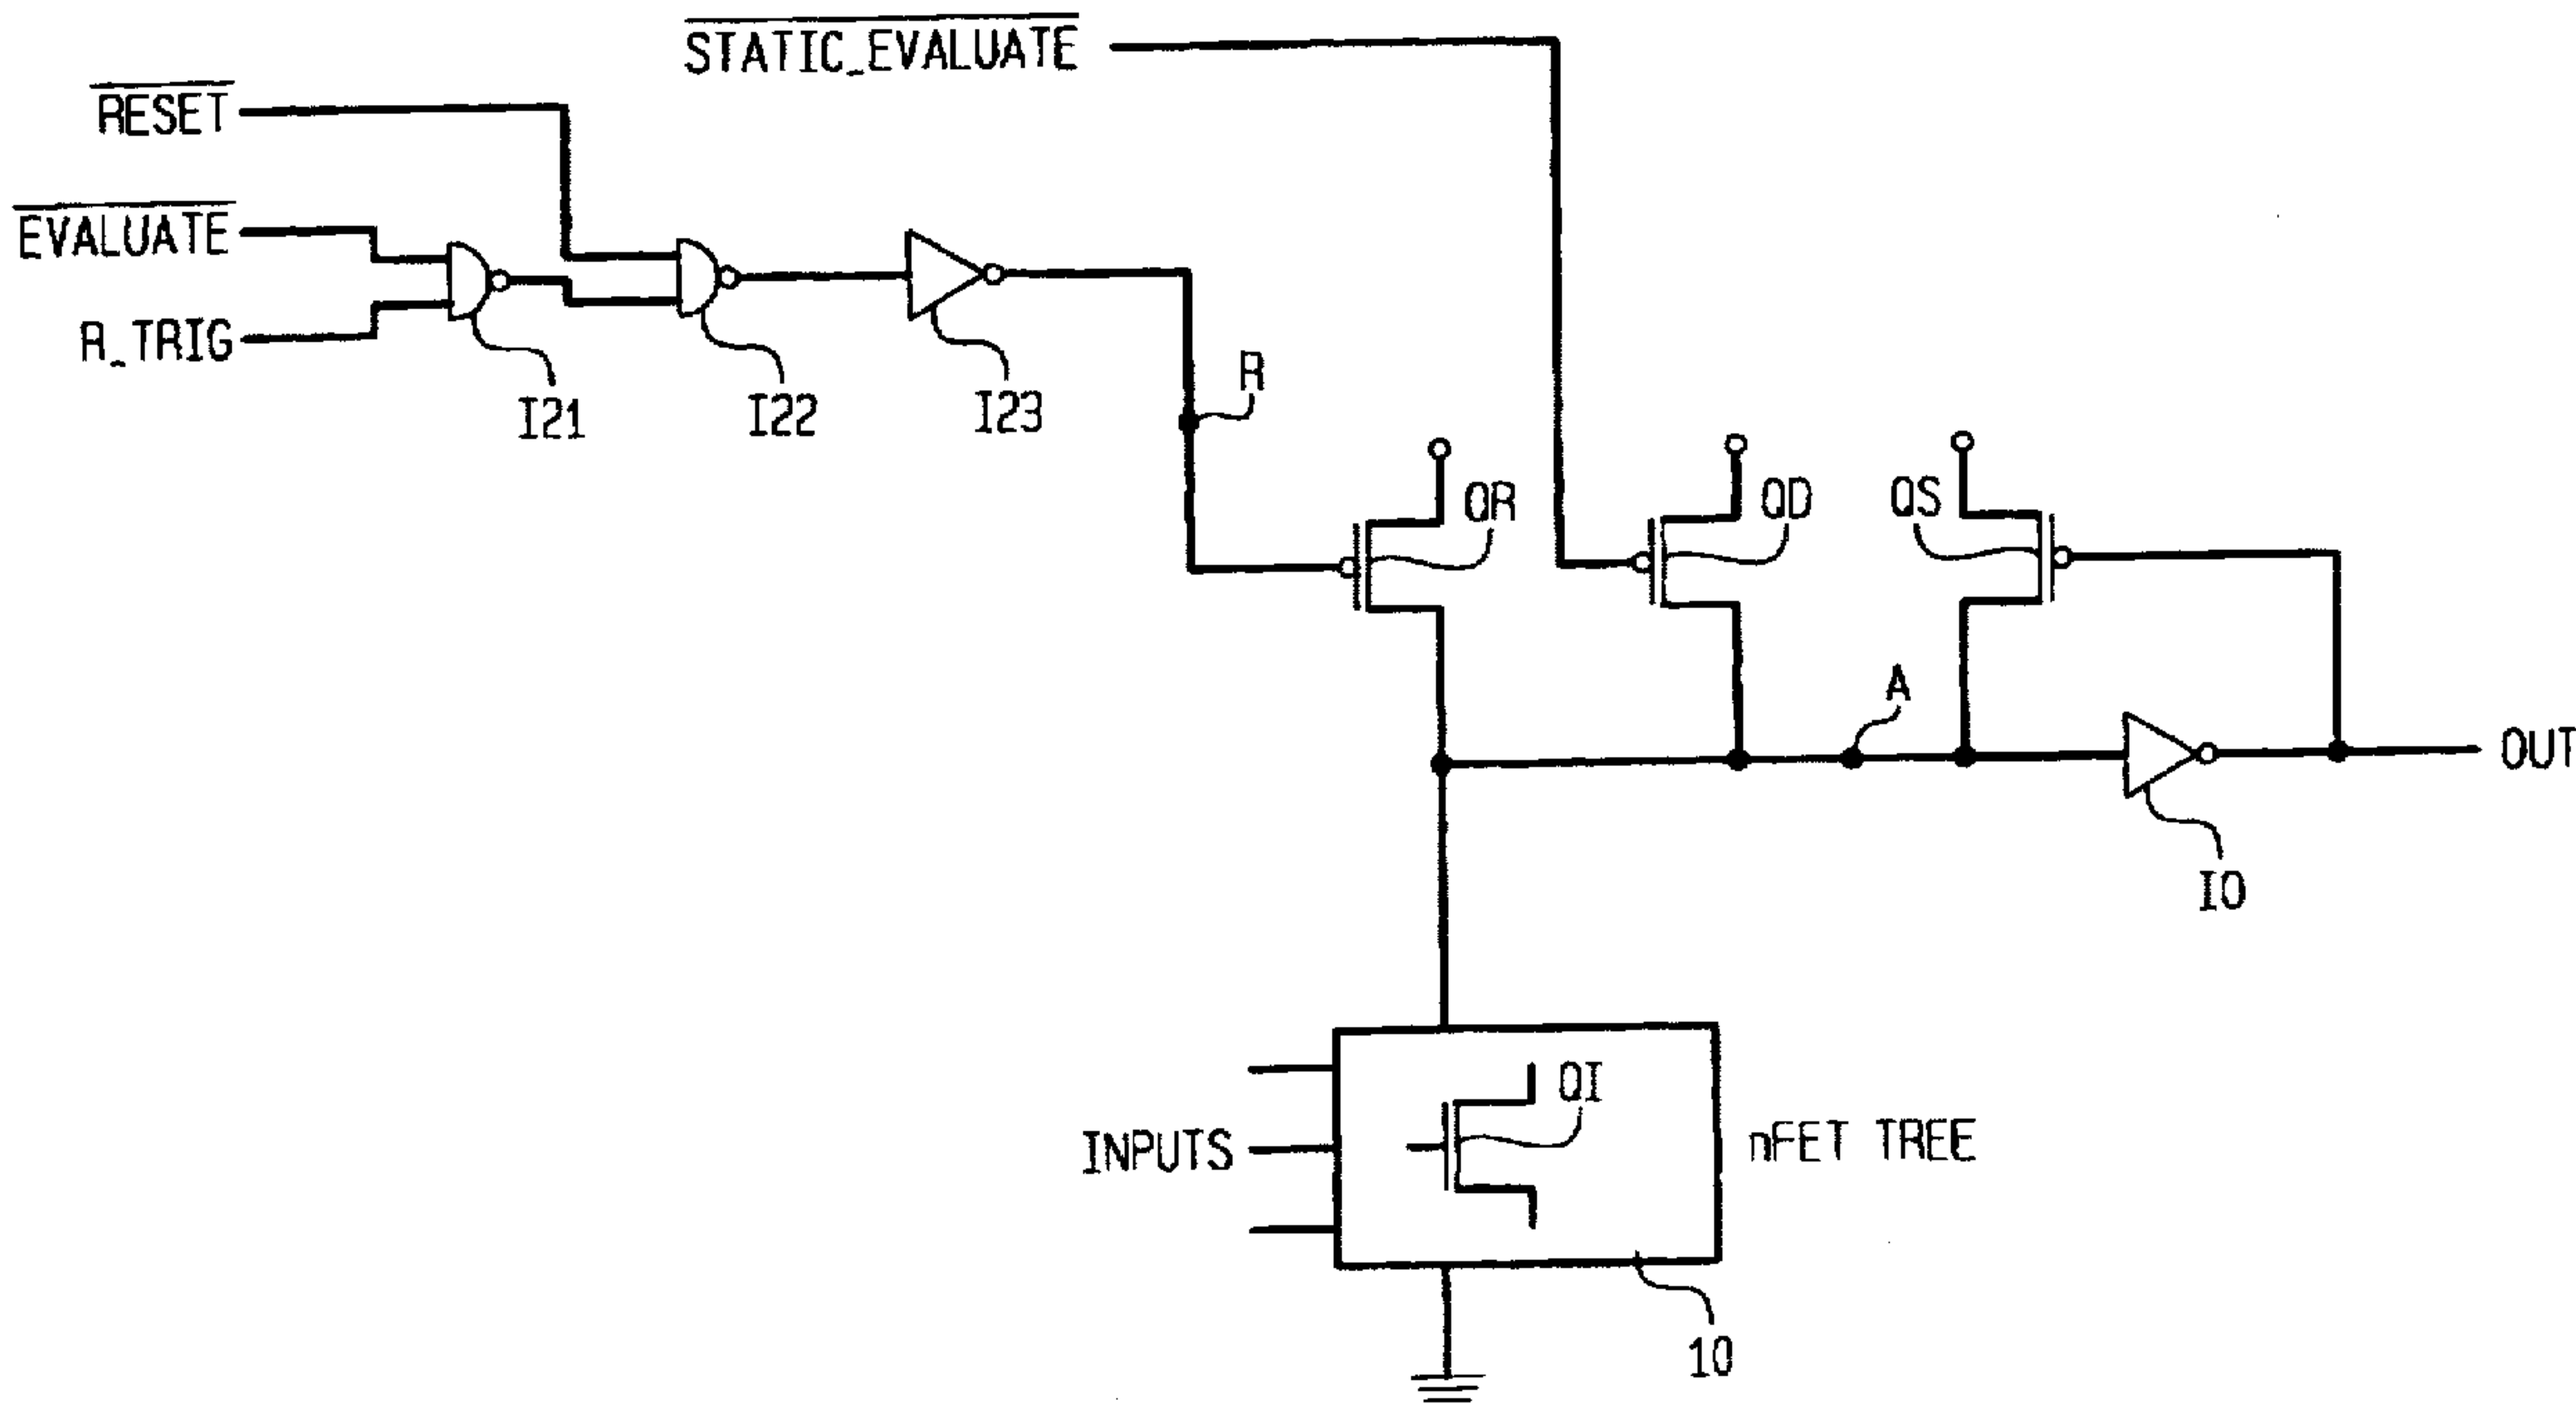 STATIC_EVALUATE
RESET
EVALUATE
R_TRIG
I21
I22
I23
R
QR
QD
QS
A
OUT
I0
INPUTS
QI
nFET TREE
10